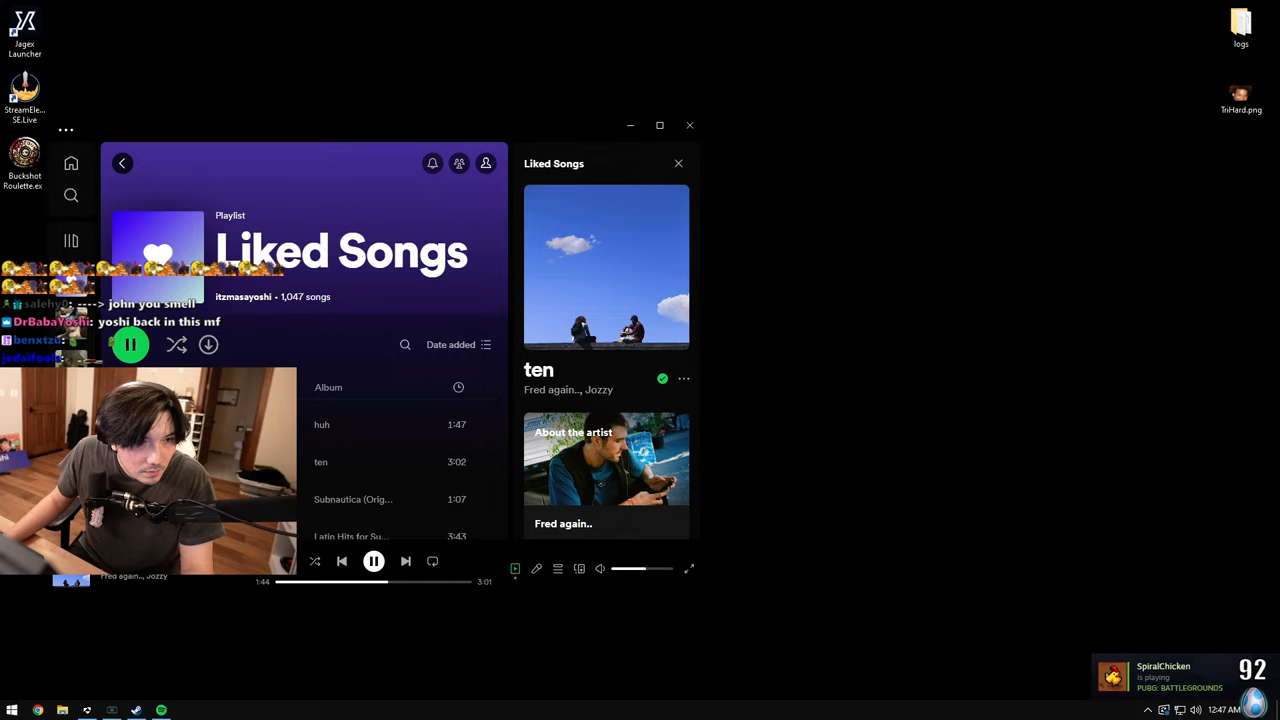 Jagex
Launcher
StreamEle...
SE.Live
Buckshot
Roulette.ex
logs
TriHard.png
Playlist
Liked Songs
itzmasayoshi • 1,047 songs
salehy0: ----> john you smell
DrBabaYoshi: yoshi back in this mf
benxtzu:
Date added
Album
huh 1:47
ten 3:02
Subnautica (Orig... 1:07
Latin Hits for Su... 3:43
Liked Songs
ten
Fred again.., Jozzy
About the artist
Fred again..
Fred again.., Jozzy
1:44
3:01
SpiralChicken
is playing
PUBG: BATTLEGROUNDS
92
12:47 AM